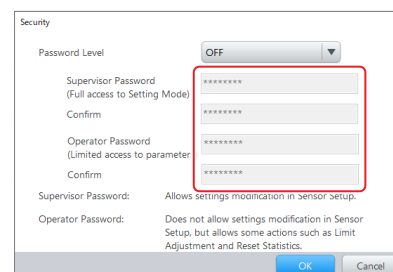 Security
Password Level OFF
Supervisor Password ********
(Full access to Setting Mode)
Confirm ********
Operator Password ********
(Limited access to parameter
Confirm ********
Supervisor Password: Allows settings modification in Sensor Setup.
Operator Password: Does not allow settings modification in Sensor
Setup, but allows some actions such as Limit
Adjustment and Reset Statistics.
OK Cancel